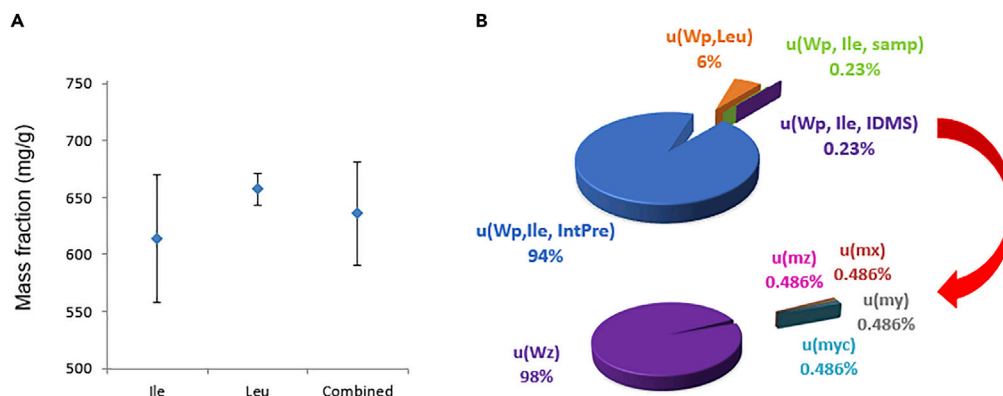 A
Mass fraction (mg/g)
750
700
650
600
550
500
Ile
Leu
Combined
B
u(Wp,Leu)
6%
u(Wp, Ile, samp)
0.23%
u(Wp, Ile, IDMS)
0.23%
u(Wp,Ile, IntPre)
94%
u(mz)
0.486%
u(mx)
0.486%
u(my)
0.486%
u(myc)
0.486%
u(Wz)
98%